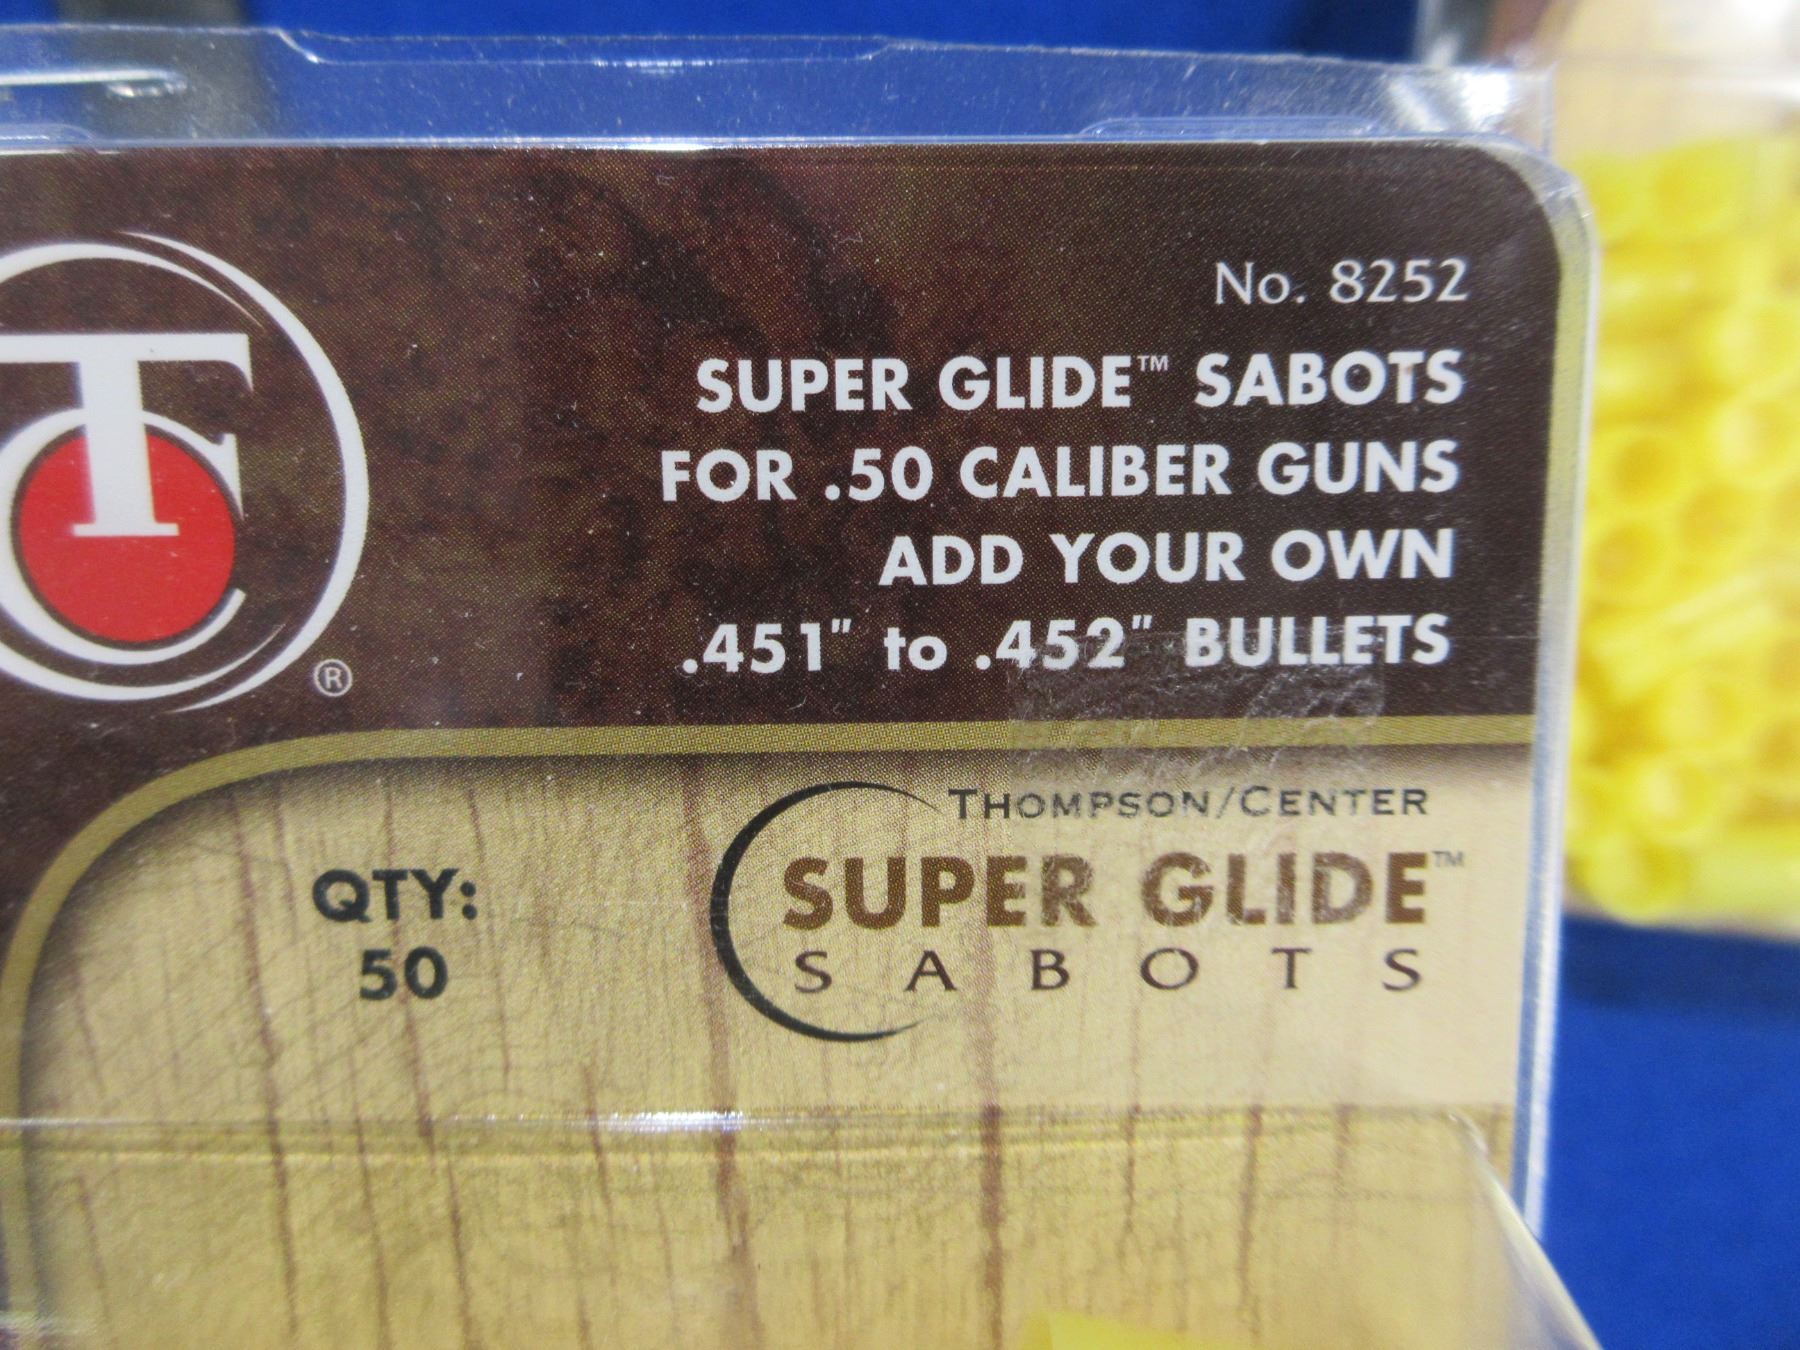 No. 8252
SUPER GLIDE™ SABOTS
FOR .50 CALIBER GUNS
ADD YOUR OWN
.451" to .452" BULLETS
TC
®
THOMPSON/CENTER
SUPER GLIDE™
SABOTS
QTY:
50